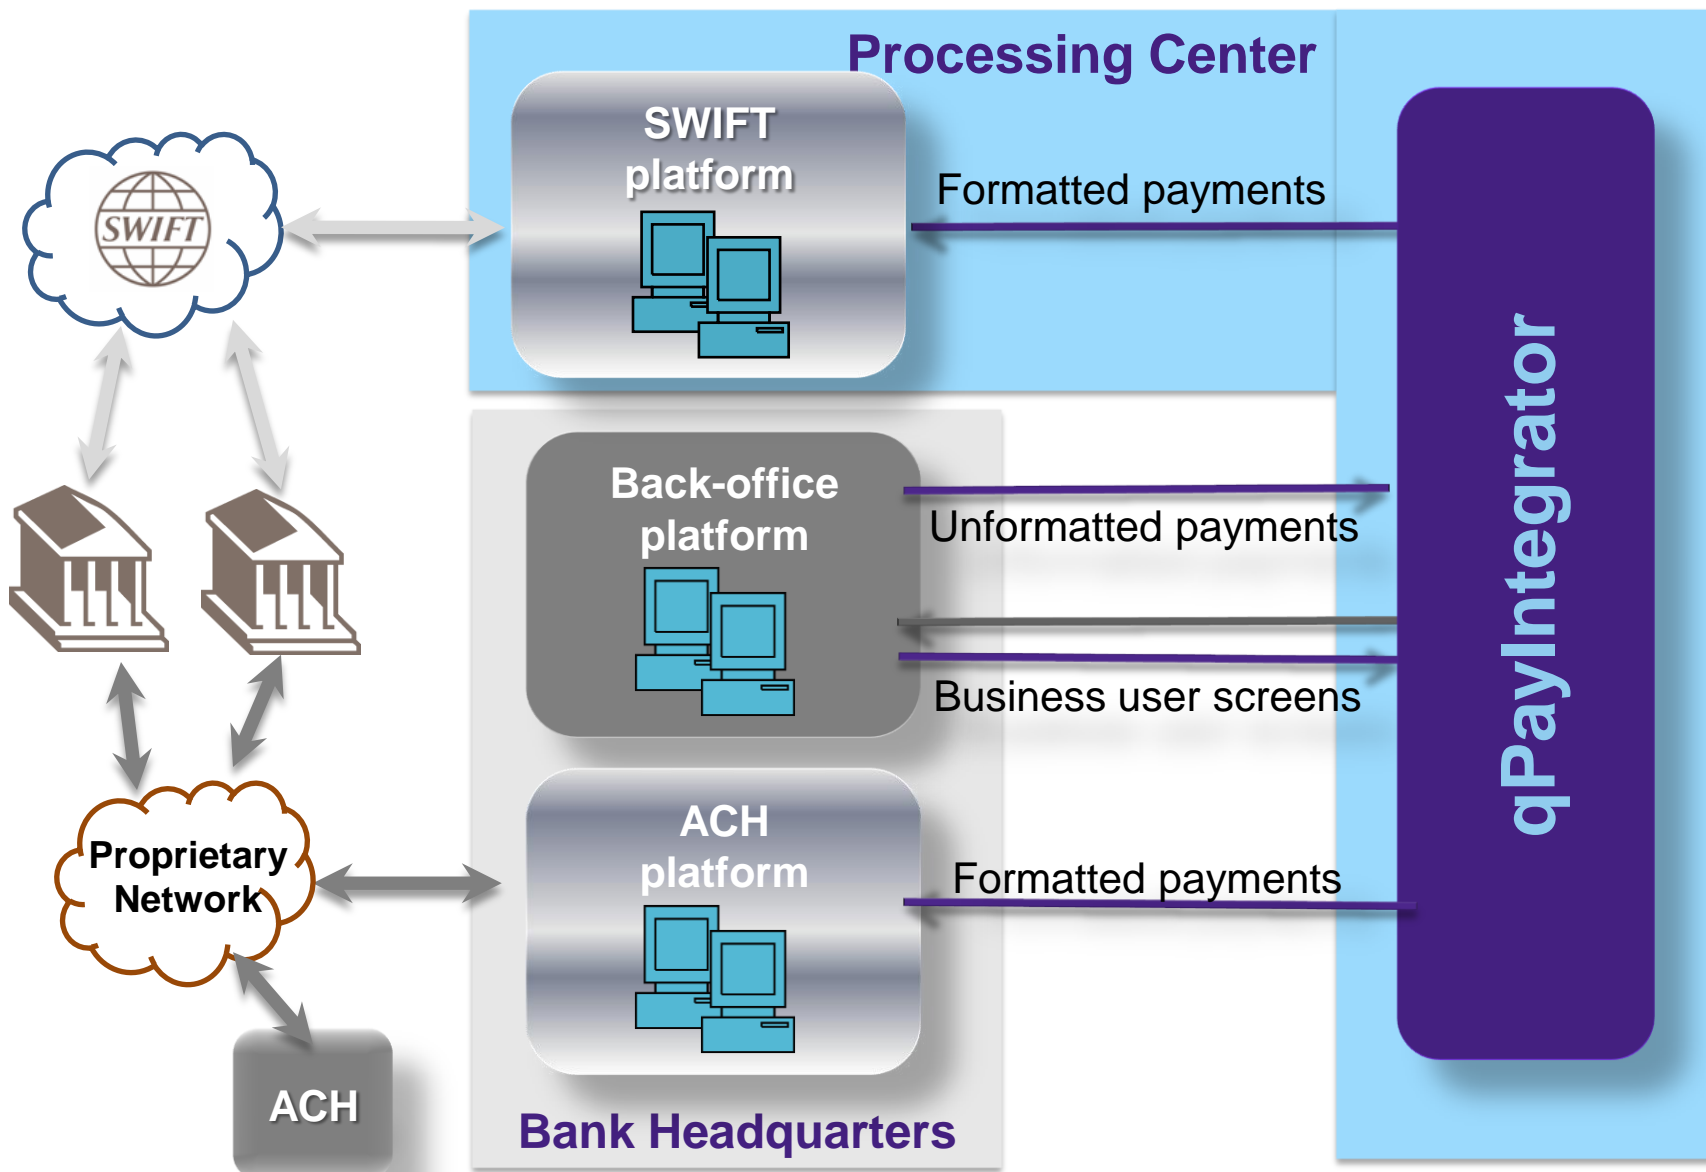 Processing Center
SWIFT
platform
Formatted payments
SWIFT
Back-office
platform
Unformatted payments
Business user screens
qPayIntegrator
ACH
platform
Formatted payments
Proprietary
Network
ACH
Bank Headquarters